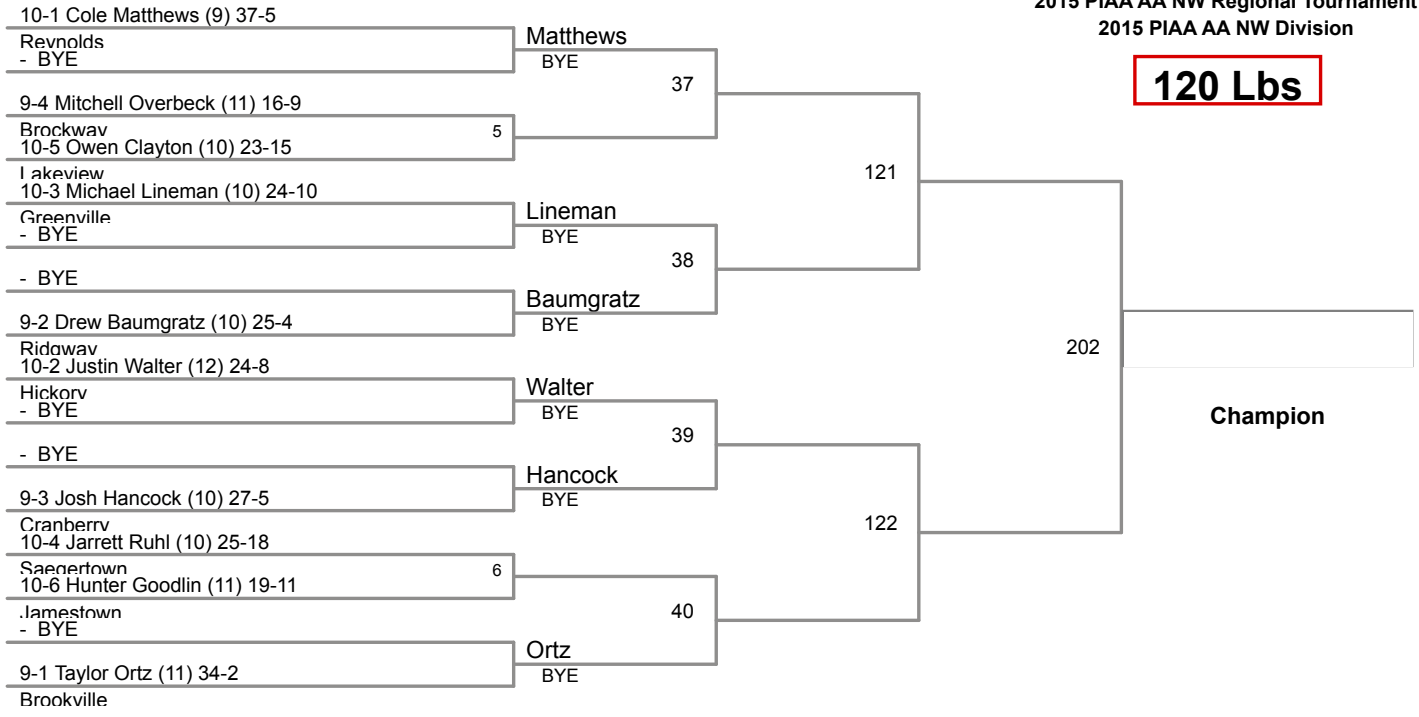 2015 PIAA AA NW Regional Tournament
2015 PIAA AA NW Division
120 Lbs
10-1 Cole Matthews (9) 37-5
Reynolds
- BYE
9-4 Mitchell Overbeck (11) 16-9
Brockway
10-5 Owen Clayton (10) 23-15
Lakeview
10-3 Michael Lineman (10) 24-10
Greenville
- BYE
- BYE
9-2 Drew Baumgratz (10) 25-4
Ridgway
10-2 Justin Walter (12) 24-8
Hickory
- BYE
- BYE
9-3 Josh Hancock (10) 27-5
Cranberry
10-4 Jarrett Ruhl (10) 25-18
Saegertown
10-6 Hunter Goodlin (11) 19-11
Jamestown
- BYE
9-1 Taylor Ortz (11) 34-2
Brookville
5
6
Matthews
BYE
Lineman
BYE
Baumgratz
BYE
Walter
BYE
Hancock
BYE
Ortz
BYE
37
38
39
40
121
122
202
Champion